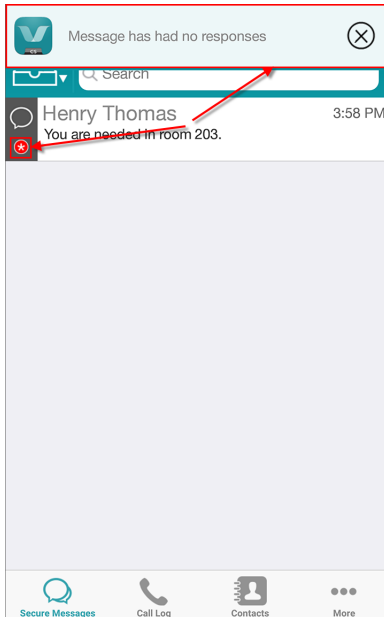 Message has had no responses
Search
Henry Thomas
3:58 PM
You are needed in room 203.
Secure Messages
Call Log
Contacts
More